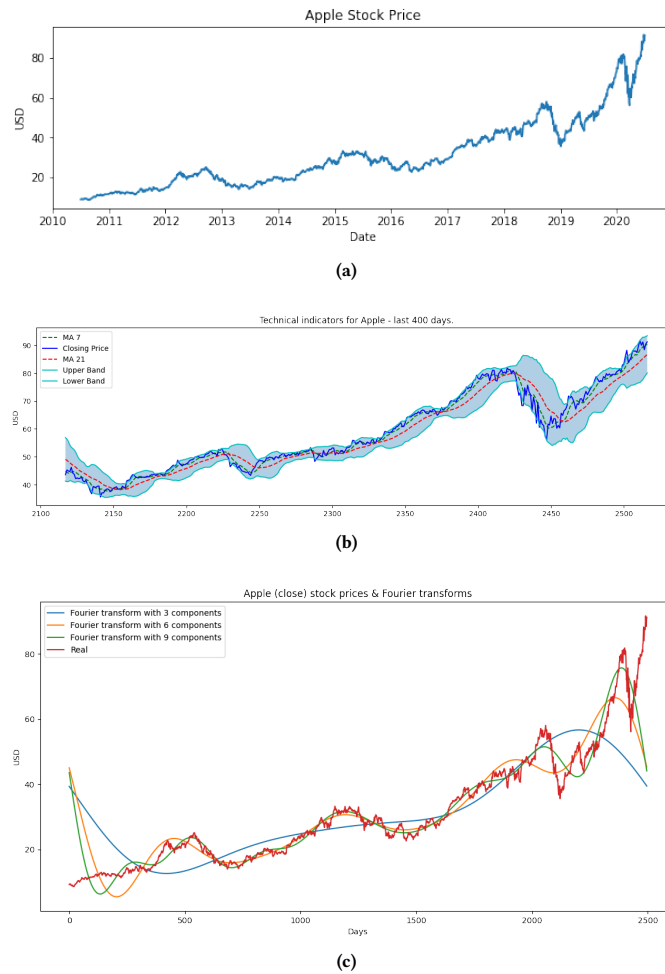 Apple Stock Price
80
60
40
20
USD
2010 2011 2012 2013 2014 2015 2016 2017 2018 2019 2020
Date
(a)
Technical indicators for Apple - last 400 days.
MA 7
Closing Price
MA 21
Upper Band
Lower Band
90
80
70
60
50
40
USD
2100 2150 2200 2250 2300 2350 2400 2450 2500
(b)
Apple (close) stock prices & Fourier transforms
Fourier transform with 3 components
Fourier transform with 6 components
Fourier transform with 9 components
Real
80
60
40
20
USD
0 500 1000 1500 2000 2500
Days
(c)